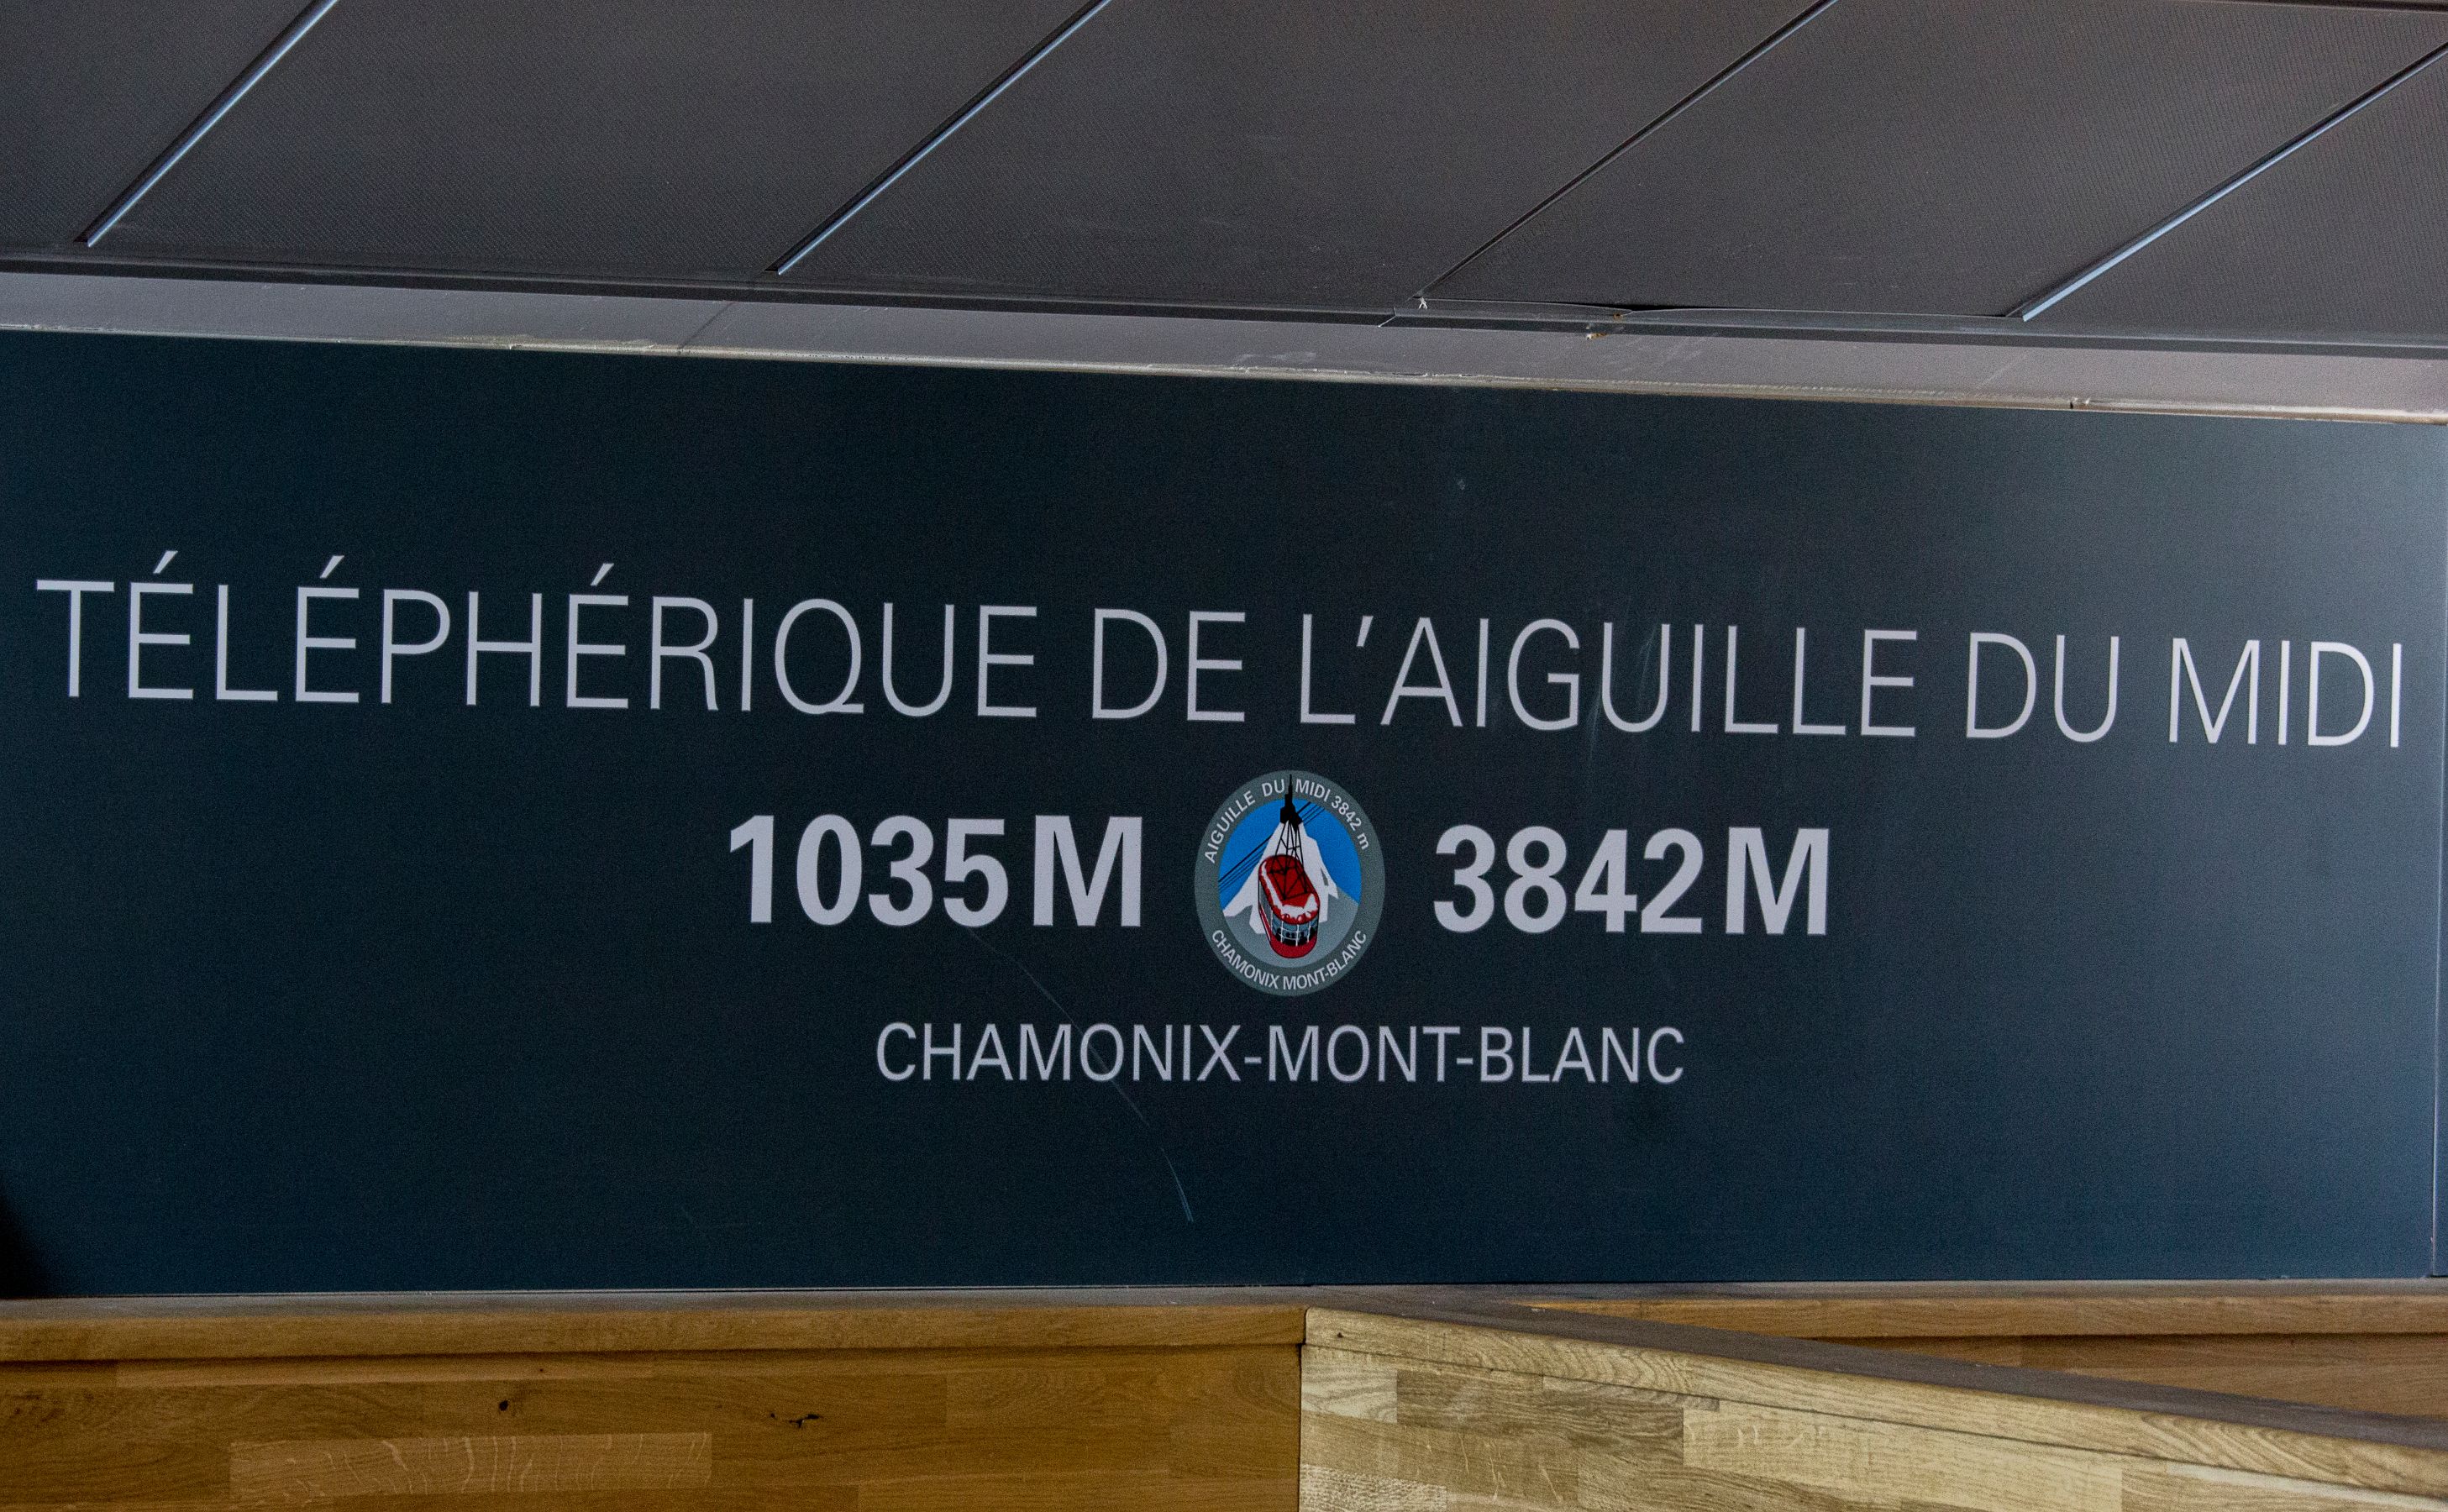 TÉLÉPHÉRIQUE DE L’AIGUILLE DU MIDI
1035 M
AIGUILLE DU MIDI 3842 m
CHAMONIX MONT-BLANC
3842 M
CHAMONIX-MONT-BLANC